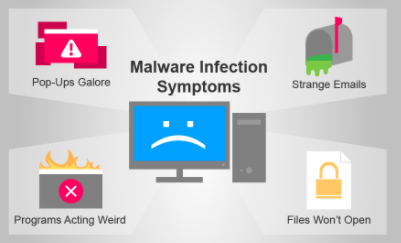 Malware Infection
Symptoms
Pop-Ups Galore
Strange Emails
Programs Acting Weird
Files Won't Open